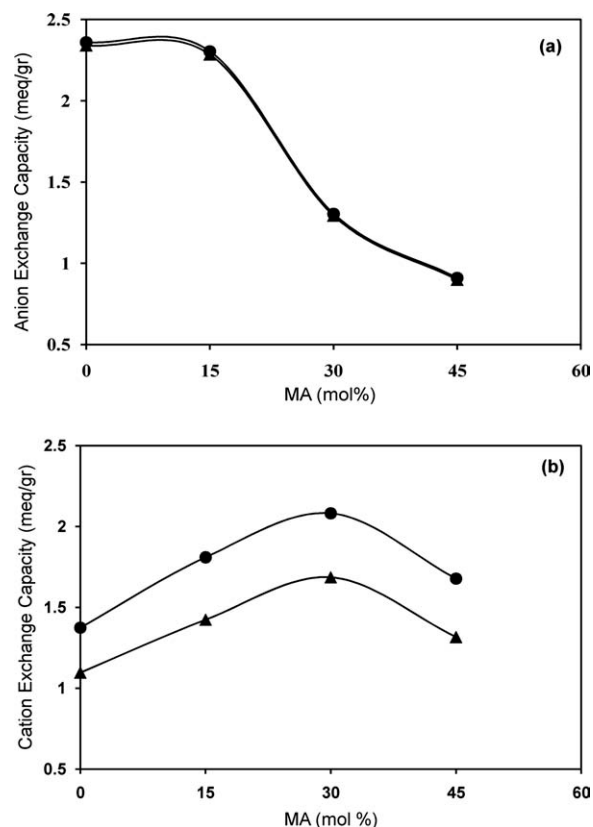 (a)
Anion Exchange Capacity (meq/gr)
2.5
2
1.5
1
0.5
0 15 30 45 60
MA (mol%)
(b)
Cation Exchange Capacity (meq/gr)
2.5
2
1.5
1
0.5
0 15 30 45 60
MA (mol %)